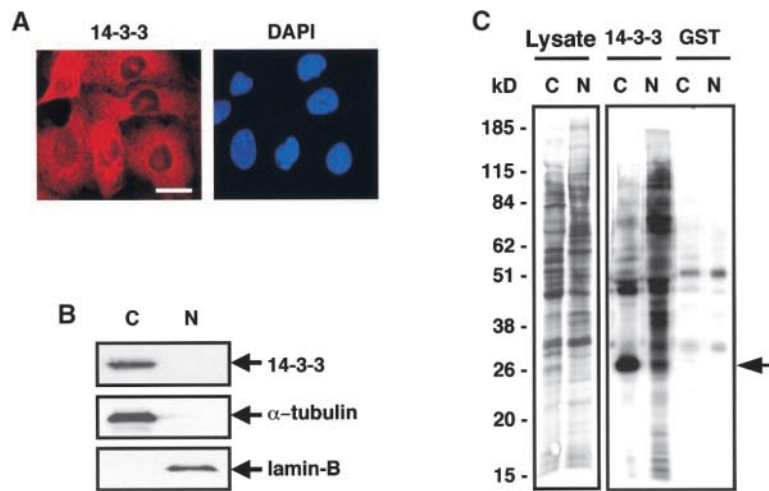 A
14-3-3 DAPI
B
C N
14-3-3
α-tubulin
lamin-B
C
Lysate 14-3-3 GST
kD C N C N C N
185 -
115 -
84 -
62 -
51 -
38 -
26 -
20 -
15 -